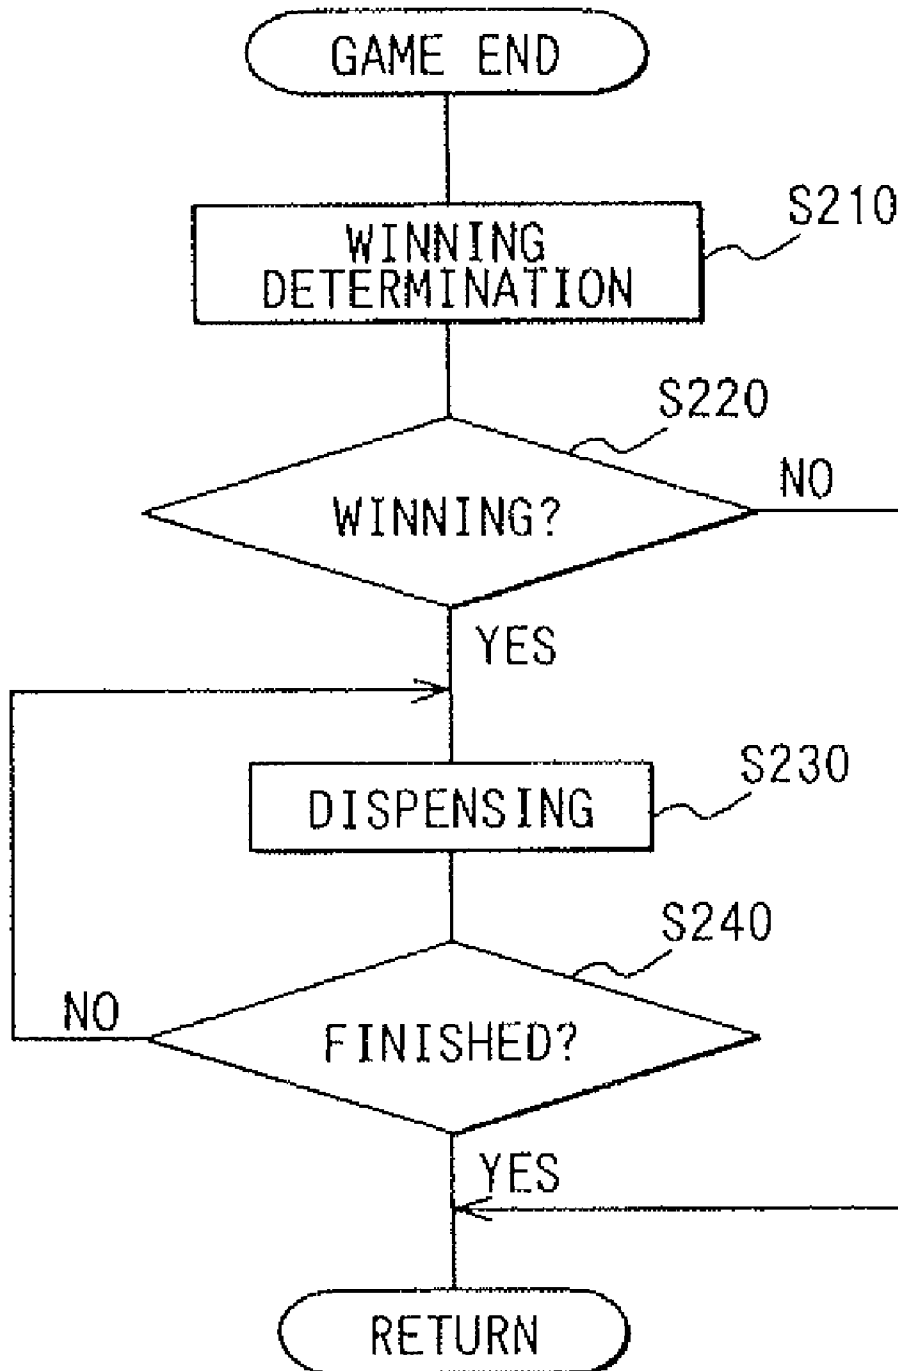 GAME END
S210
WINNING
DETERMINATION
S220
WINNING?
NO
YES
S230
DISPENSING
S240
NO
FINISHED?
YES
RETURN